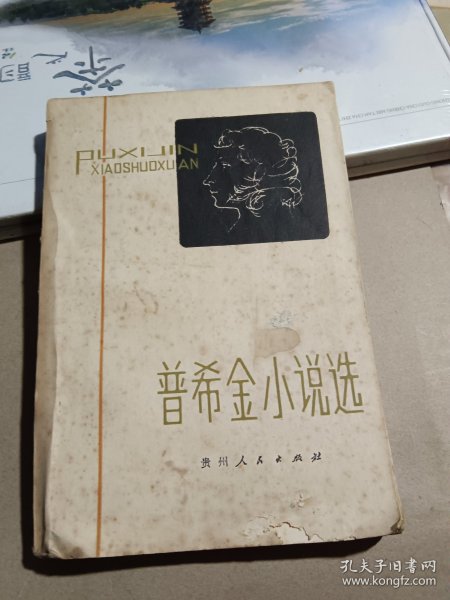 PUXIJIN
XIAOSHUOXUAN
普希金小说选
贵州人民出版社
孔夫子旧书网
www.kongfz.com